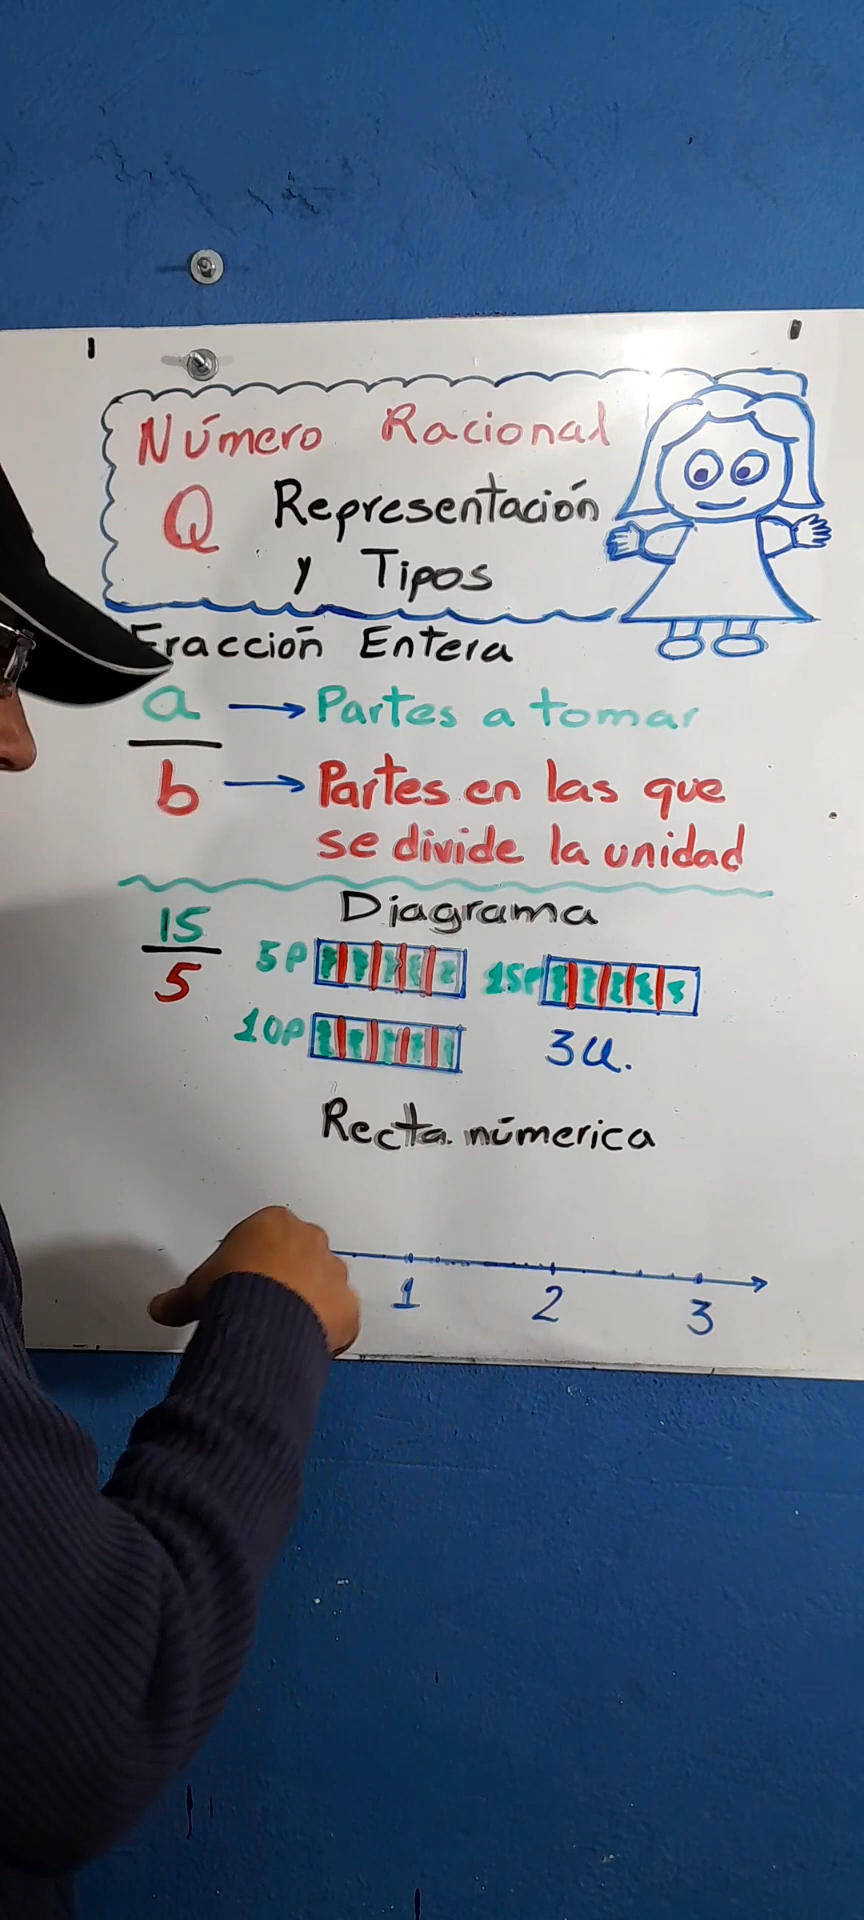 Número Racional
Q Representación
y Tipos
Fracción Entera
a → Partes a tomar
b → Partes en las que
se divide la unidad
Diagrama
15
5
5P
15P
10P
3U.
Recta númerica
1 2 3